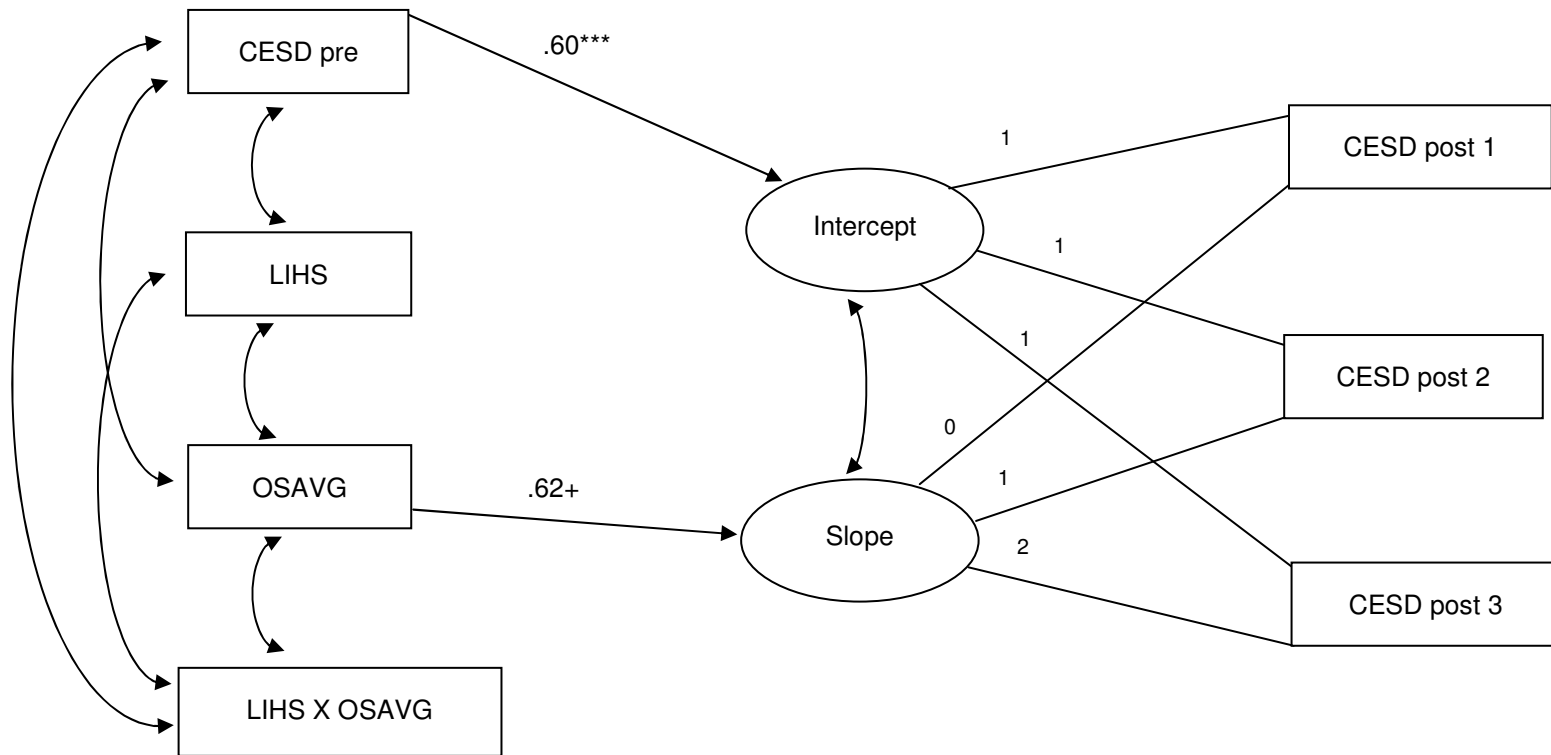 CESD pre
.60***
CESD post 1
1
Intercept
1
LIHS
1
CESD post 2
0
OSAVG
.62+
1
Slope
2
CESD post 3
LIHS X OSAVG